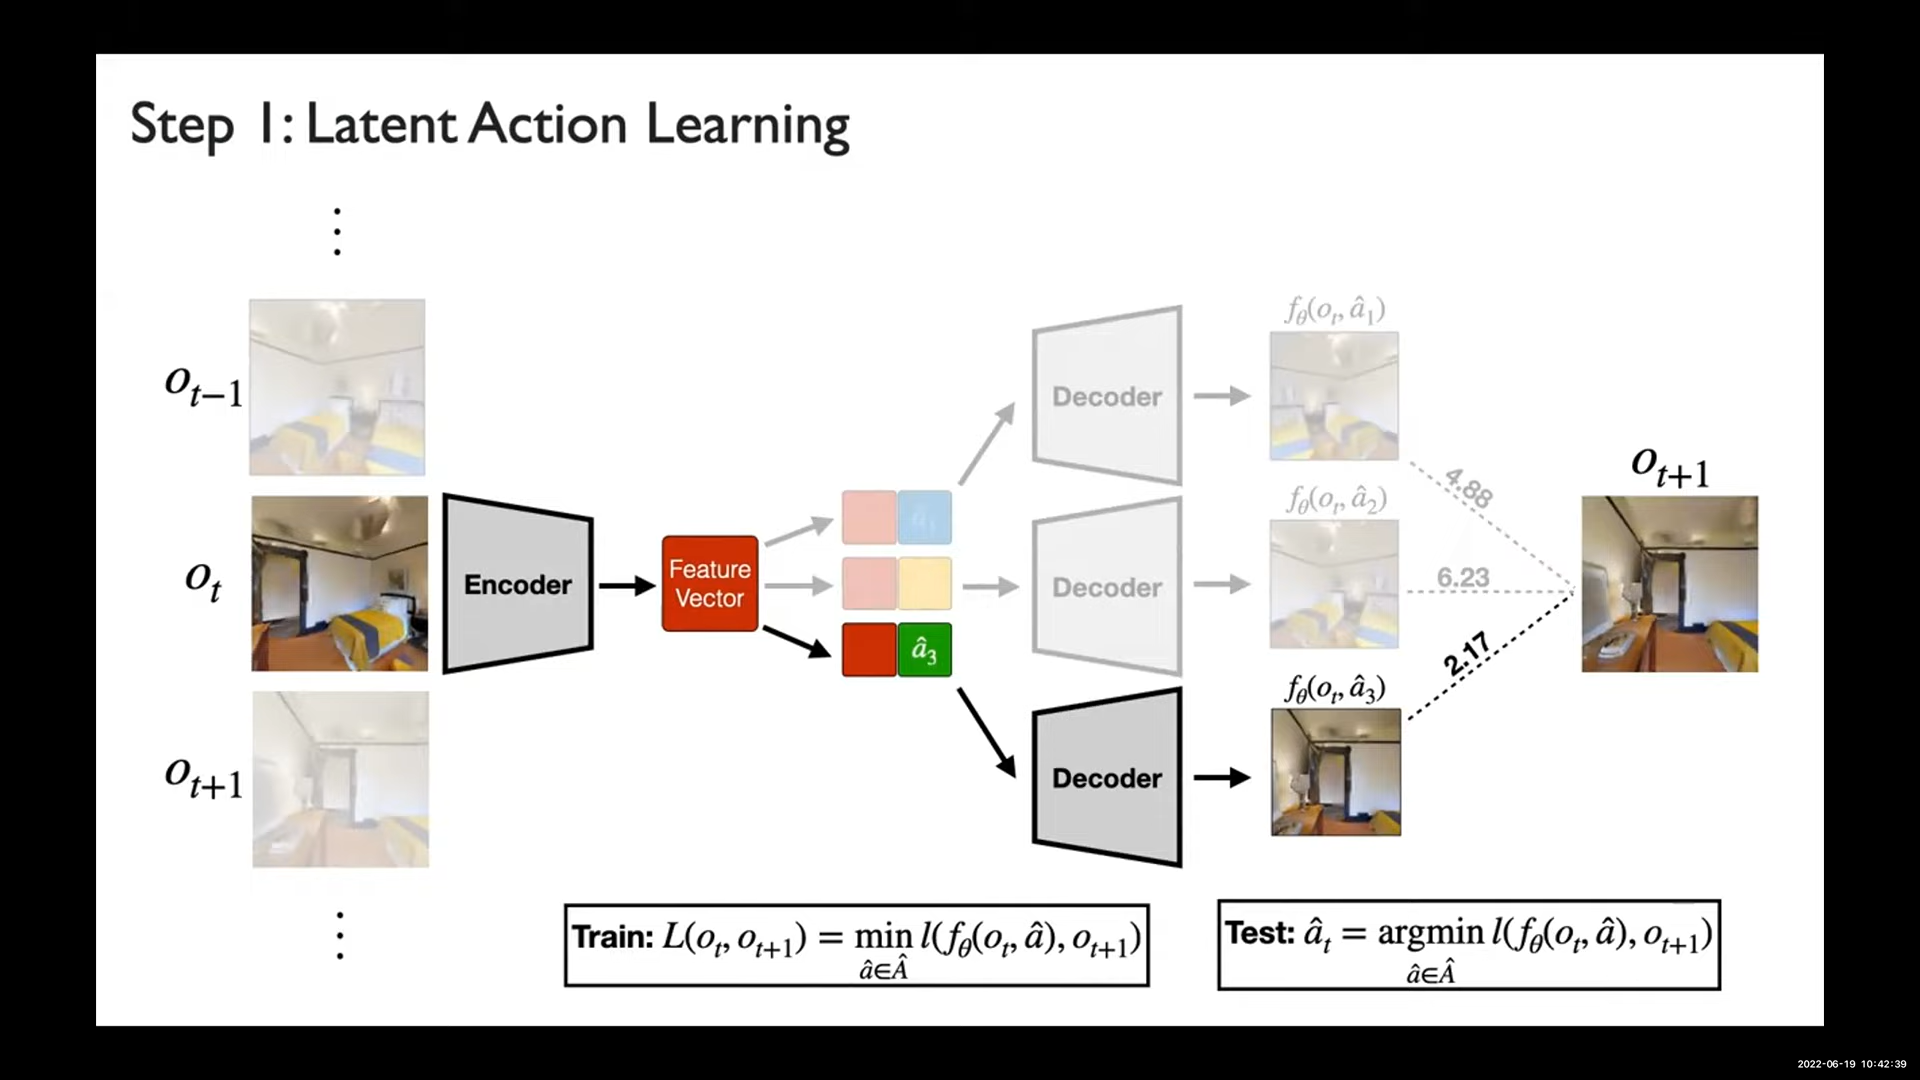 Step 1: Latent Action Learning
o_{t-1}
o_t
o_{t+1}
Encoder
Feature
Vector
â_1
â_3
Decoder
Decoder
Decoder
f_θ(o_t, â_1)
f_θ(o_t, â_2)
f_θ(o_t, â_3)
4.88
6.23
2.17
o_{t+1}
Train: L(o_t, o_{t+1}) = min l(f_θ(o_t, â), o_{t+1})
â∈Â
Test: â_t = argmin l(f_θ(o_t, â), o_{t+1})
â∈Â
2022-06-19 10:42:39